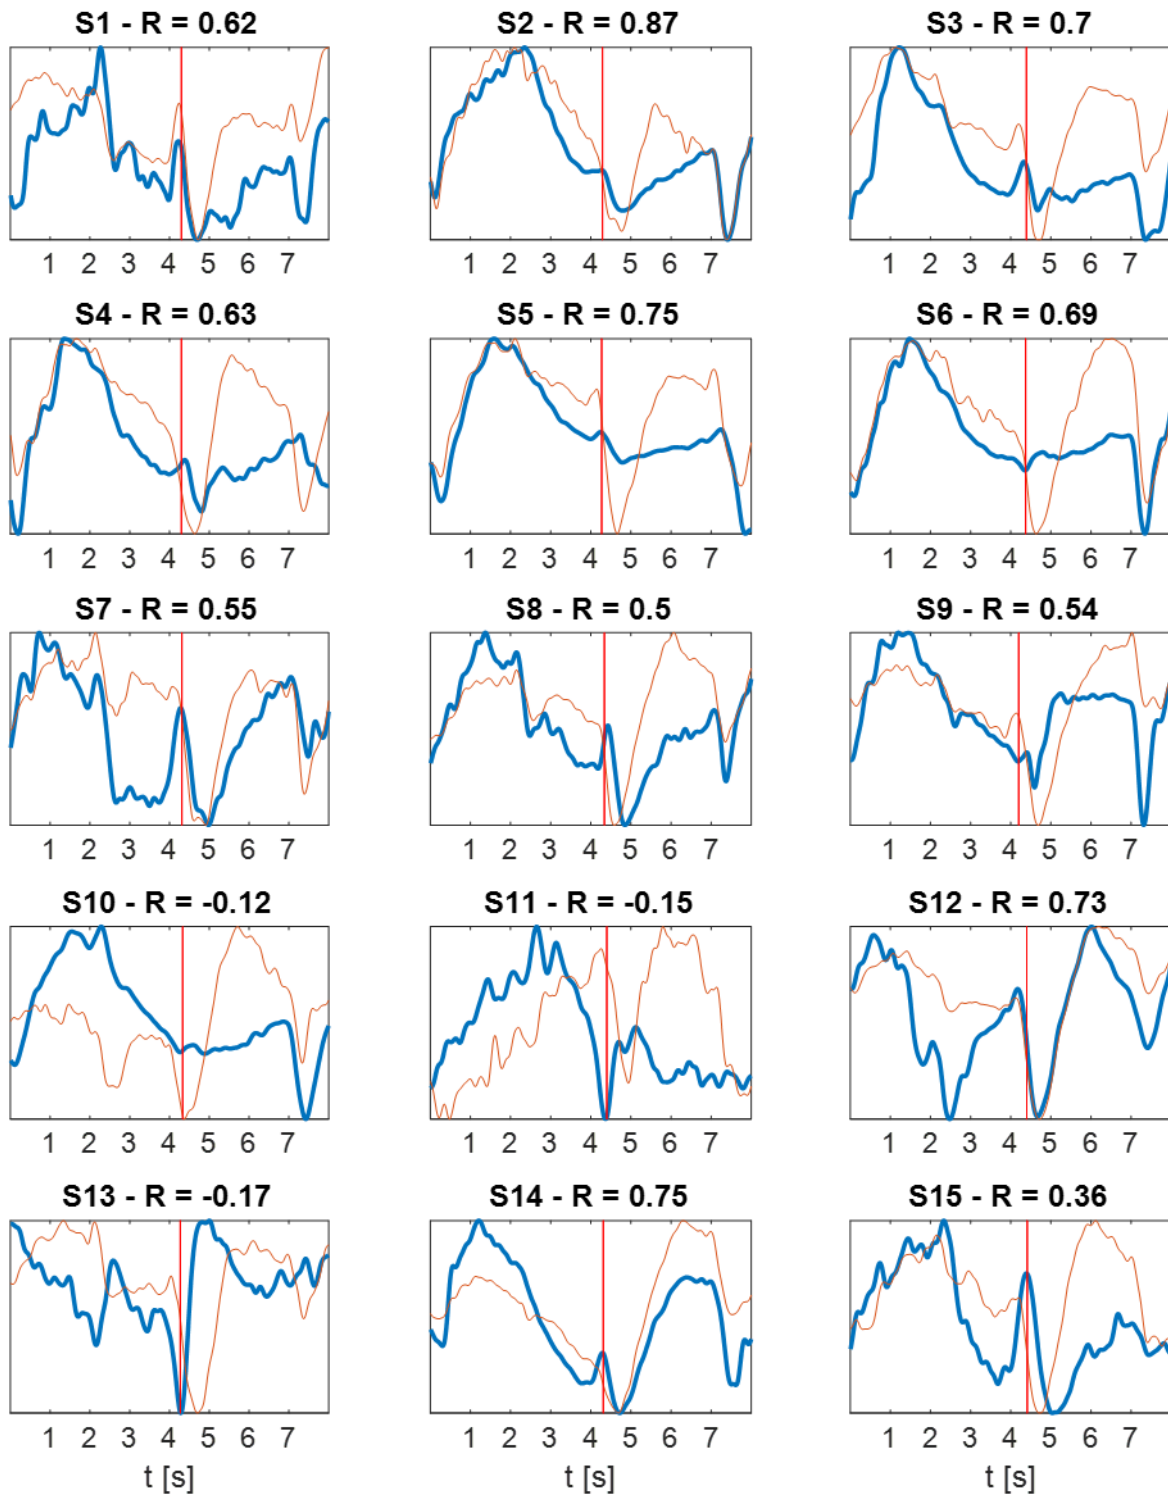 S1 - R = 0.62 S2 - R = 0.87 S3 - R = 0.7
1 2 3 4 5 6 7 1 2 3 4 5 6 7 1 2 3 4 5 6 7
S4 - R = 0.63 S5 - R = 0.75 S6 - R = 0.69
1 2 3 4 5 6 7 1 2 3 4 5 6 7 1 2 3 4 5 6 7
S7 - R = 0.55 S8 - R = 0.5 S9 - R = 0.54
1 2 3 4 5 6 7 1 2 3 4 5 6 7 1 2 3 4 5 6 7
S10 - R = -0.12 S11 - R = -0.15 S12 - R = 0.73
1 2 3 4 5 6 7 1 2 3 4 5 6 7 1 2 3 4 5 6 7
S13 - R = -0.17 S14 - R = 0.75 S15 - R = 0.36
1 2 3 4 5 6 7 1 2 3 4 5 6 7 1 2 3 4 5 6 7
t [s] t [s] t [s]